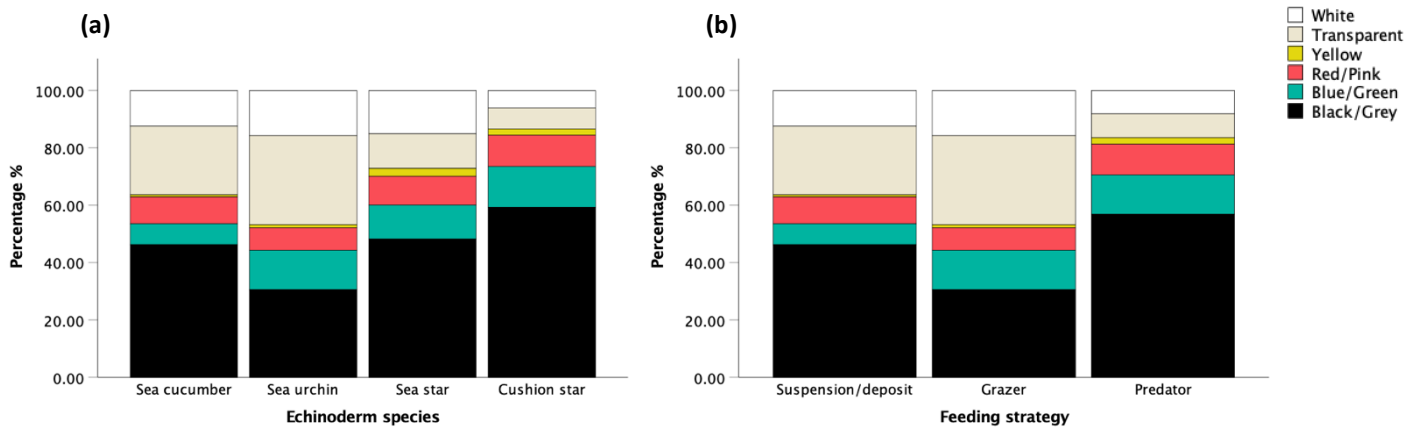 (a)
(b)
White
Transparent
Yellow
Red/Pink
Blue/Green
Black/Grey
Percentage %
100.00
80.00
60.00
40.00
20.00
0.00
Sea cucumber
Sea urchin
Sea star
Cushion star
Echinoderm species
Percentage %
100.00
80.00
60.00
40.00
20.00
0.00
Suspension/deposit
Grazer
Predator
Feeding strategy